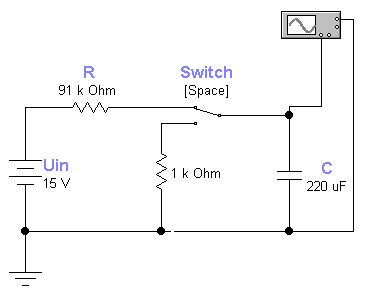 R
91 k Ohm
Switch
[Space]
Uin
15 V
1 k Ohm
C
220 uF